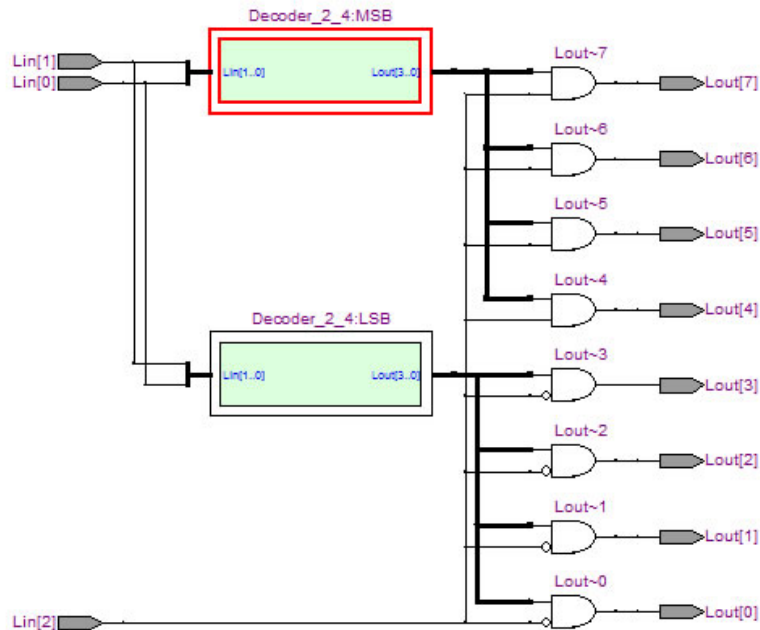 Decoder_2_4:MSB
Lin[1]
Lin[0]
Lin[1..0]
Lout[3..0]
Lout~7
Lout[7]
Lout~6
Lout[6]
Lout~5
Lout[5]
Lout~4
Lout[4]
Decoder_2_4:LSB
Lin[1..0]
Lout[3..0]
Lout~3
Lout[3]
Lout~2
Lout[2]
Lout~1
Lout[1]
Lout~0
Lout[0]
Lin[2]